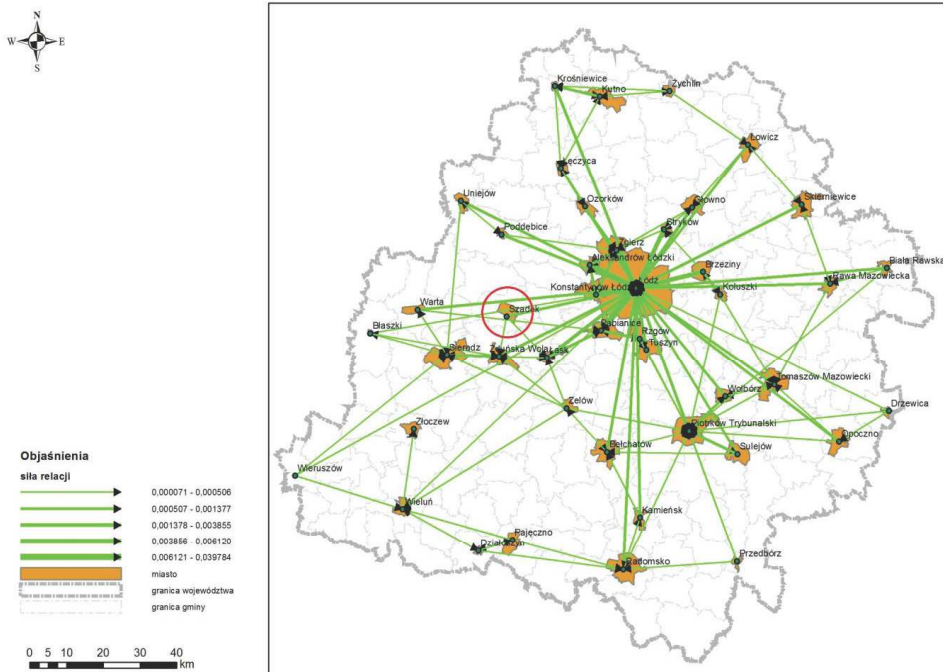 N
W
E
S
Krośniewice
Kutno
Żychlin
Łowicz
Łęczyca
Uniejów
Ozorków
Głowno
Skierniewice
Stryków
Poddębice
Zgierz
Aleksandrów Łódzki
Brzeziny
Biała Rawska
Rawa Mazowiecka
Konstantynów Łódzki
Łódź
Koluszki
Warta
Szadek
Błaszki
Pabianice
Rzgów
Tuszyn
Sieradz
Zduńska Wola
Łask
Tomaszów Mazowiecki
Wolbórz
Zelów
Drzewica
Złoczew
Piotrków Trybunalski
Opoczno
Bełchatów
Sulejów
Wieruszów
Wieluń
Kamieńsk
Pajęczno
Działoszyn
Radomsko
Przedbórz
Objaśnienia
siła relacji
0,000071 - 0,000506
0,000507 - 0,001377
0,001378 - 0,003855
0,003856 - 0,006120
0,006121 - 0,039784
miasto
granica województwa
granica gminy
0 5 10 20 30 40
km